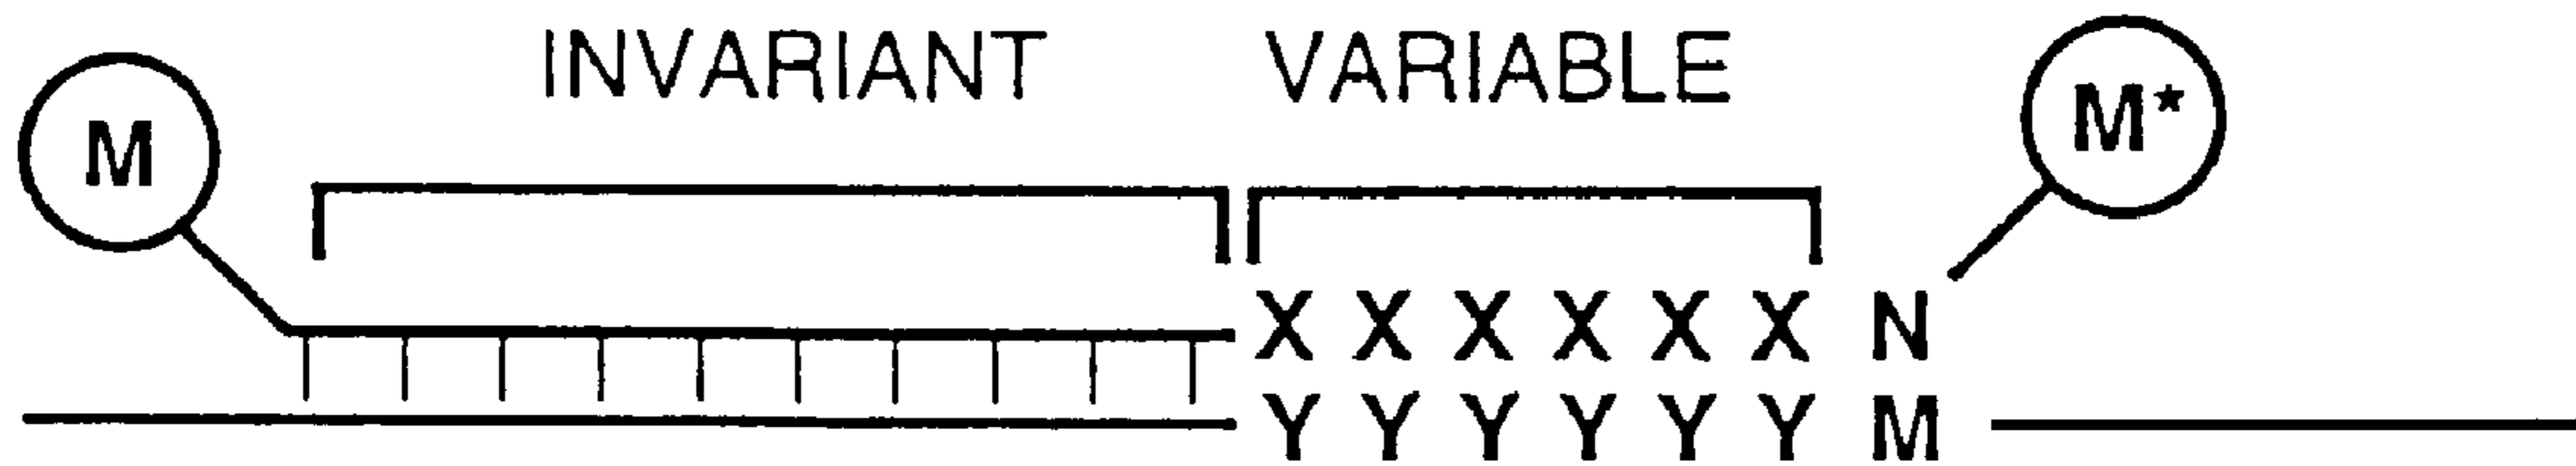 INVARIANT VARIABLE
M M*
X X X X X X N
Y Y Y Y Y Y M